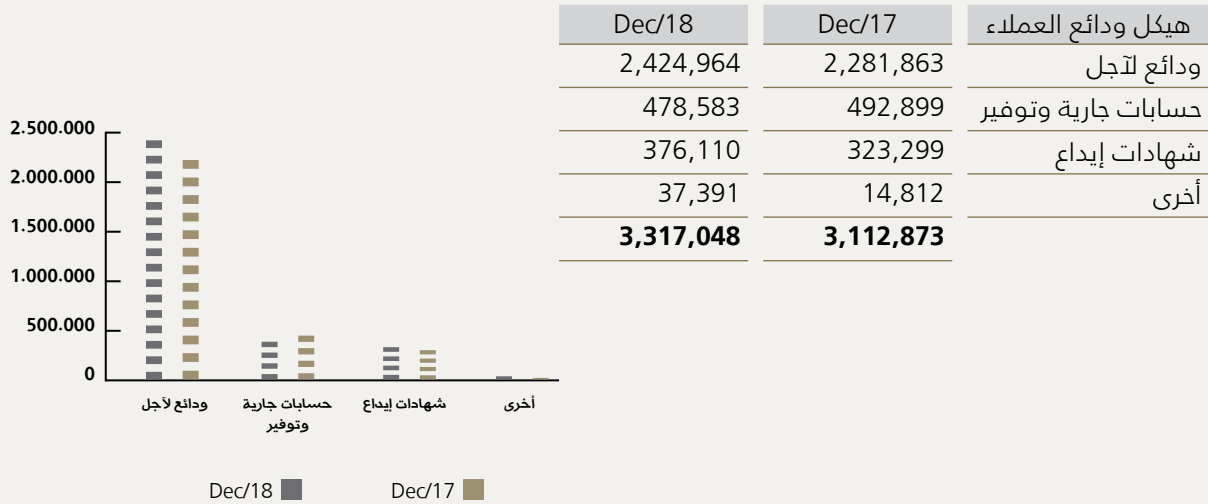 هيكل ودائع العملاء Dec/17 Dec/18
ودائع لآجل 2,281,863 2,424,964
حسابات جارية وتوفير 492,899 478,583
شهادات إيداع 323,299 376,110
أخرى 14,812 37,391
3,112,873 3,317,048
2.500.000
2.000.000
1.500.000
1.000.000
500.000
0
ودائع لآجل
حسابات جارية
وتوفير
شهادات إيداع
أخرى
Dec/18
Dec/17